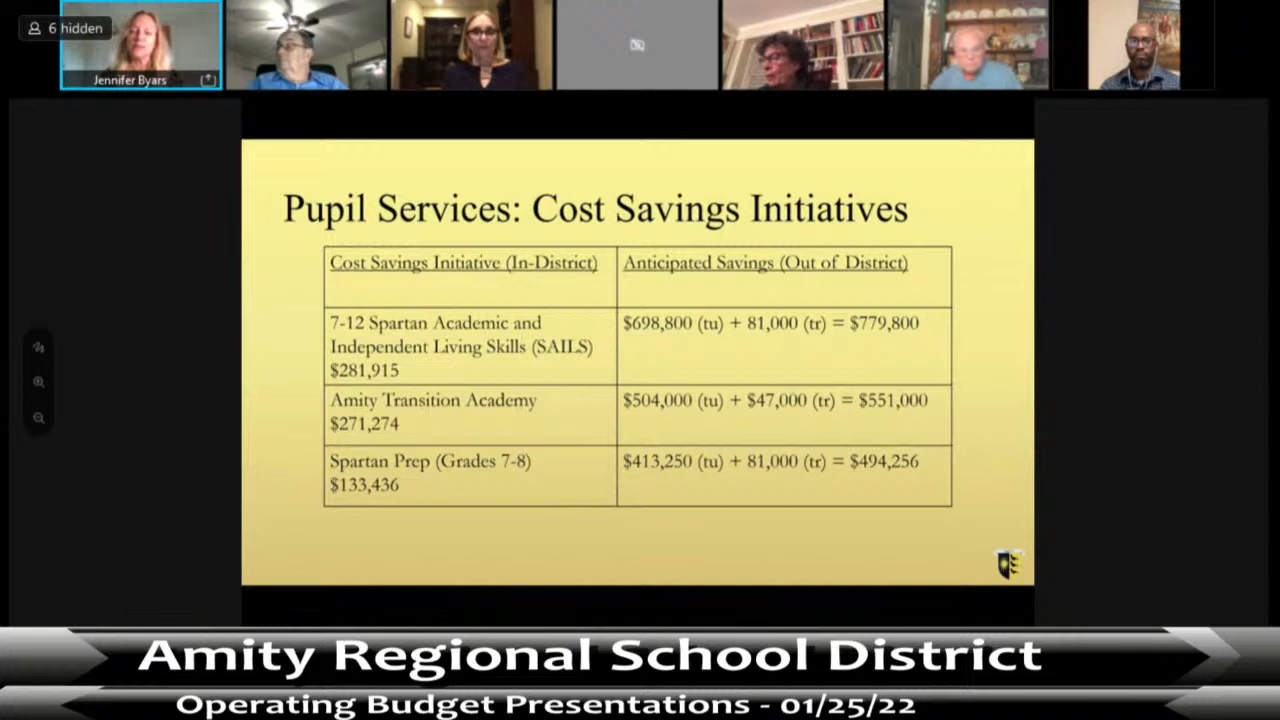 6 hidden
Jennifer Byars
Pupil Services: Cost Savings Initiatives
Cost Savings Initiative (In-District)
Anticipated Savings (Out of District)
7-12 Spartan Academic and
Independent Living Skills (SAILS)
$281,915
$698,800 (tu) + 81,000 (tr) = $779,800
Amity Transition Academy
$271,274
$504,000 (tu) + $47,000 (tr) = $551,000
Spartan Prep (Grades 7-8)
$133,436
$413,250 (tu) + 81,000 (tr) = $494,256
Amity Regional School District
Operating Budget Presentations - 01/25/22